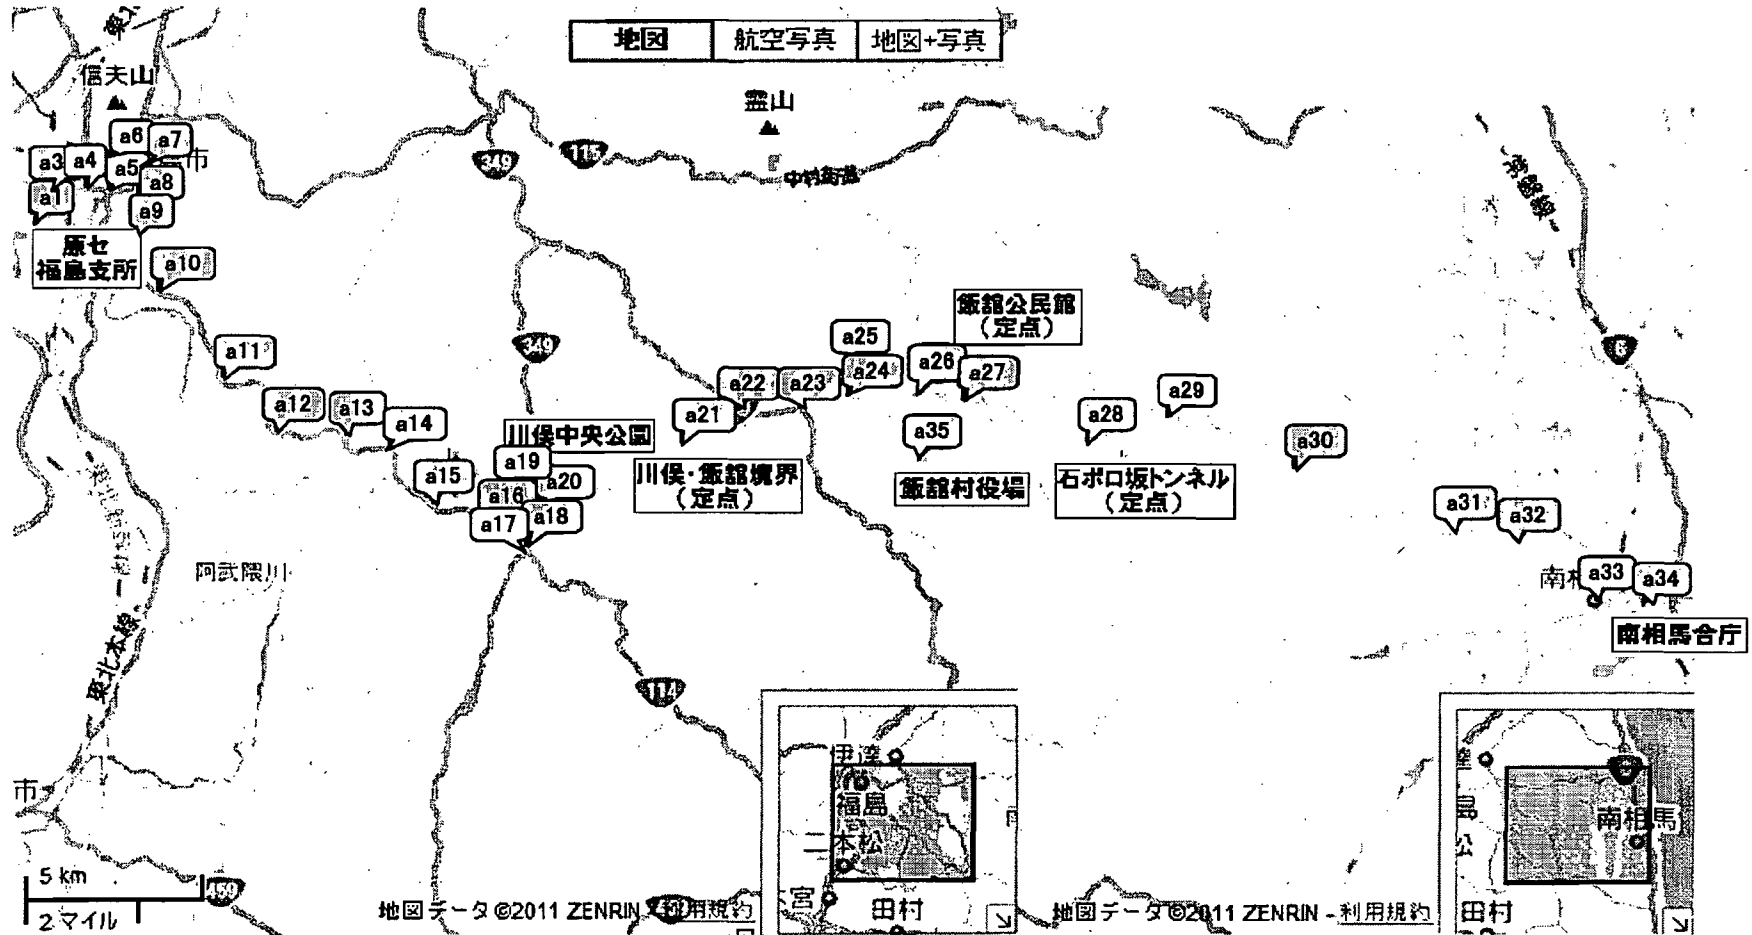 地図
航空写真
地図+写真
信夫山
霊山
349
115
中村街道
常磐線
a6
a7
a3
a4
a5
市
a8
a1
a9
原セ
福島支所
a10
飯舘公民館
(定点)
a11
349
a25
a26
6
a24
a27
a22
a23
a29
a12
a13
a14
a21
a28
a35
a30
川俣中央公園
a19
a15
a20
a16
川俣・飯舘境界
(定点)
飯舘村役場
石ポロ坂トンネル
(定点)
a17
a18
a31
a32
阿武隈川
南相
a33
a34
東北本線
南相馬合庁
114
伊達
福島
二本松
南相馬
市
5 km
2 マイル
459
地図データ ©2011 ZENRIN - 利用規約
宮
田村
地図データ ©2011 ZENRIN - 利用規約
田村